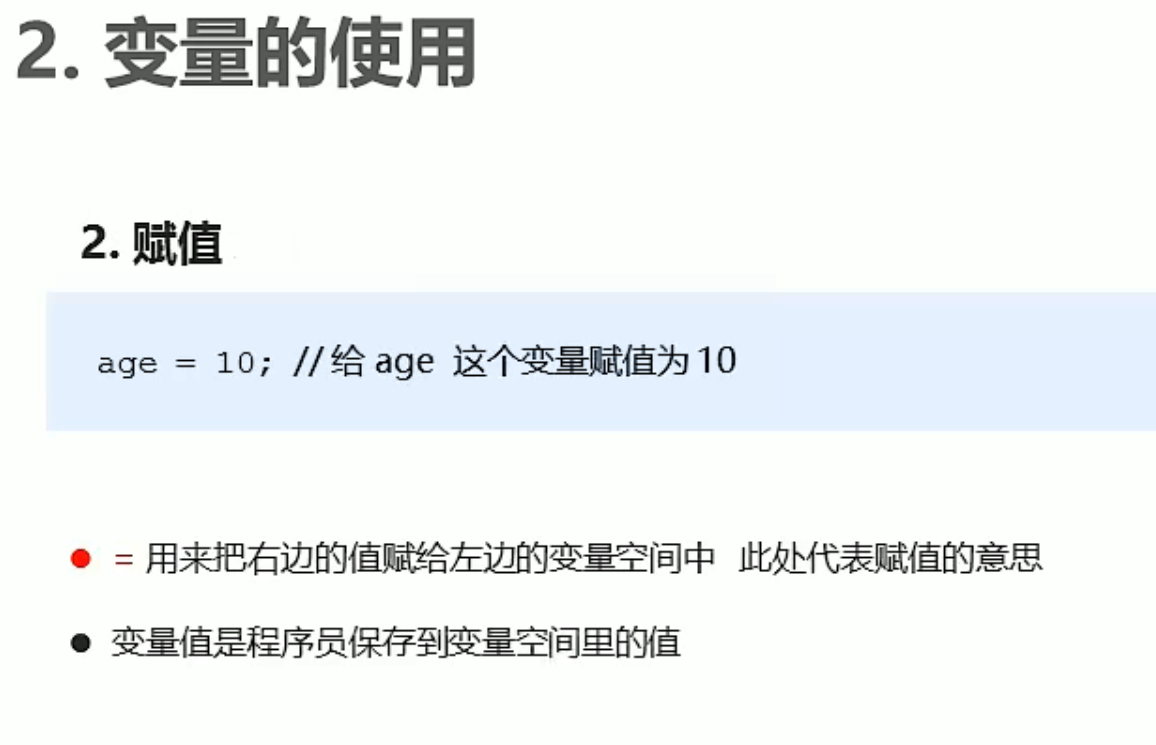 2. 变量的使用
2. 赋值
age = 10; //给 age 这个变量赋值为 10
= 用来把右边的值赋给左边的变量空间中 此处代表赋值的意思
变量值是程序员保存到变量空间里的值